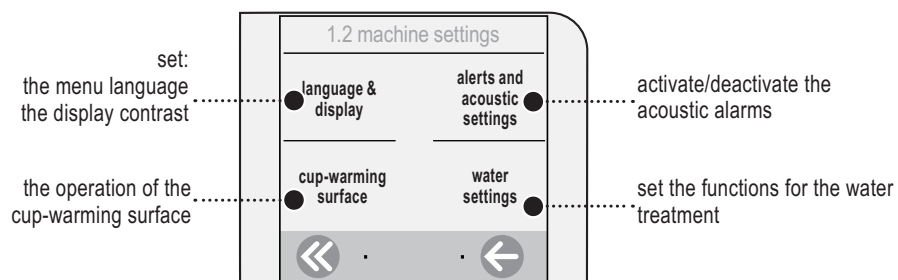 1.2 machine settings
set:
the menu language
the display contrast
language &
display
alerts and
acoustic
settings
activate/deactivate the
acoustic alarms
the operation of the
cup-warming surface
cup-warming
surface
water
settings
set the functions for the water
treatment